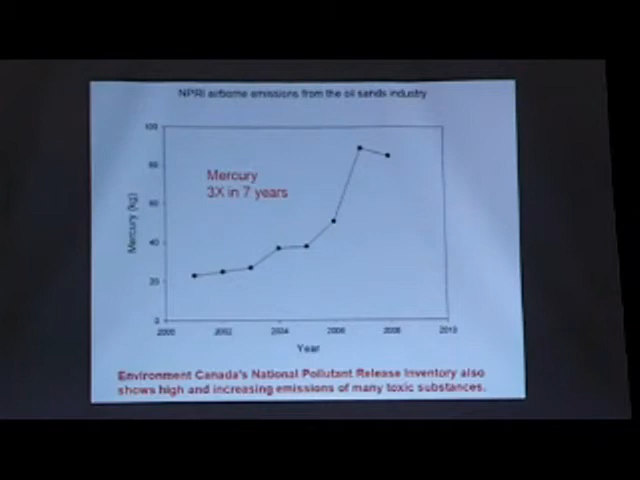 NPRI airborne emissions from the oil sands industry
100
80
60
40
20
0
Mercury (kg)
Mercury
3X in 7 years
2000 2002 2004 2006 2008 2010
Year
Environment Canada's National Pollutant Release Inventory also
shows high and increasing emissions of many toxic substances.